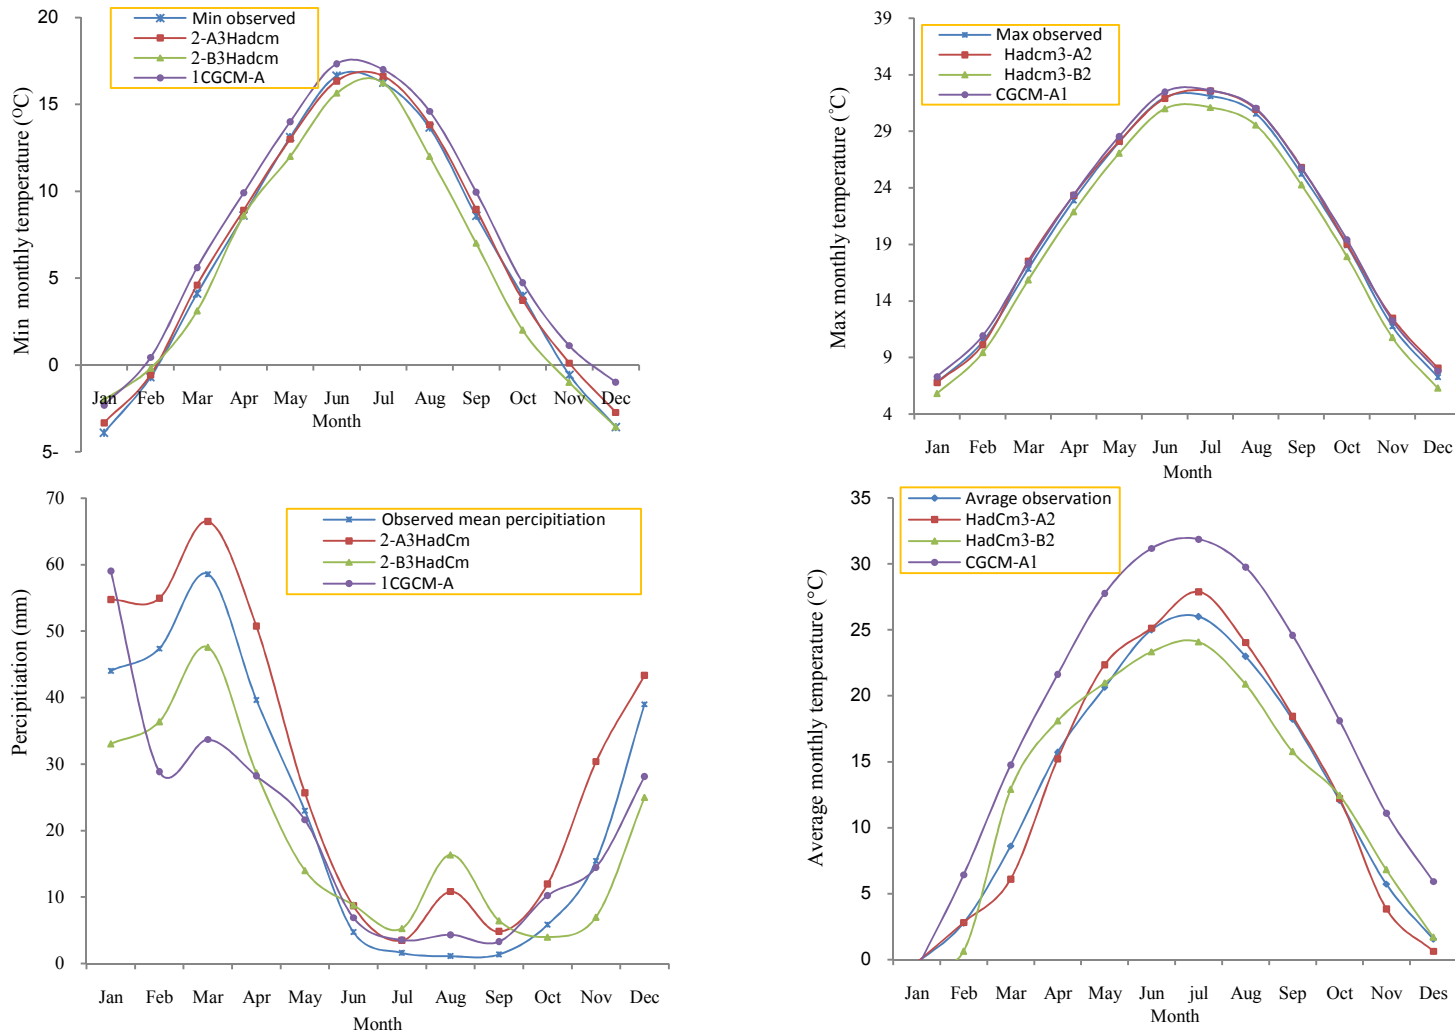 20
15
10
5
0
5-
Min monthly temperature (OC)
Min observed
2-A3Hadcm
2-B3Hadcm
1CGCM-A
Jan Feb Mar Apr May Jun Jul Aug Sep Oct Nov Dec
Month
39
34
29
24
19
14
9
4
Max monthly temperature (°C)
Max observed
Hadcm3-A2
Hadcm3-B2
CGCM-A1
Jan Feb Mar Apr May Jun Jul Aug Sep Oct Nov Dec
Month
70
60
50
40
30
20
10
0
Percipitiation (mm)
Observed mean percipitiation
2-A3HadCm
2-B3HadCm
1CGCM-A
Jan Feb Mar Apr May Jun Jul Aug Sep Oct Nov Dec
Month
35
30
25
20
15
10
5
0
Average monthly temperature (°C)
Avrage observation
HadCm3-A2
HadCm3-B2
CGCM-A1
Jan Feb Mar Apr May Jun jul Aug Sep Oct Nov Des
Month